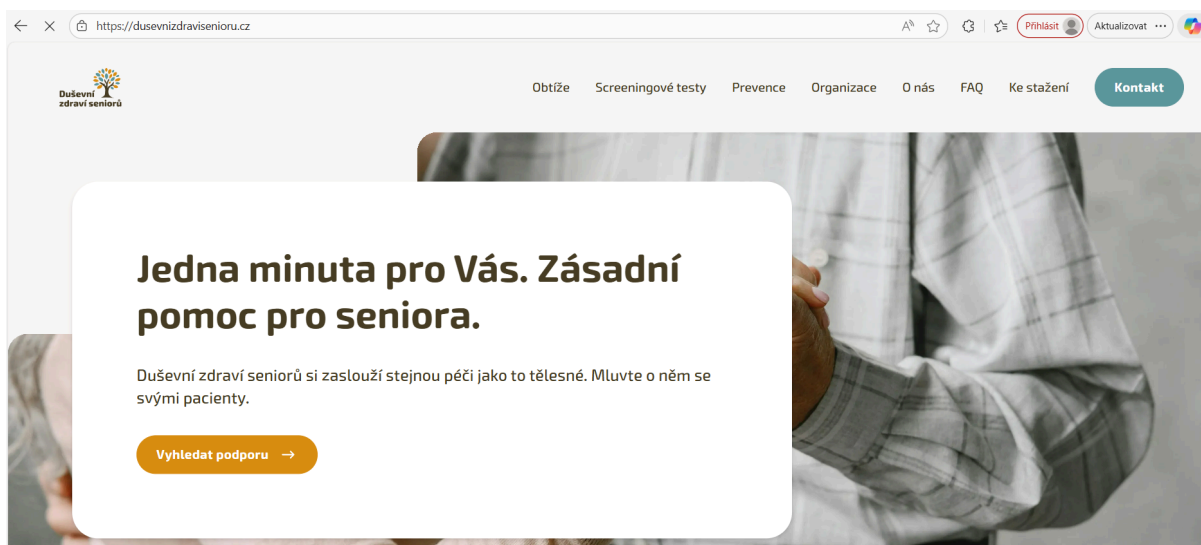 https://dusevnizdravisenioru.cz
Přihlásit
Aktualizovat
Duševní
zdraví seniorů
Obtíže Screeningové testy Prevence Organizace O nás FAQ Ke stažení Kontakt
Jedna minuta pro Vás. Zásadní
pomoc pro seniora.
Duševní zdraví seniorů si zaslouží stejnou péči jako to tělesné. Mluvte o něm se
svými pacienty.
Vyhledat podporu →